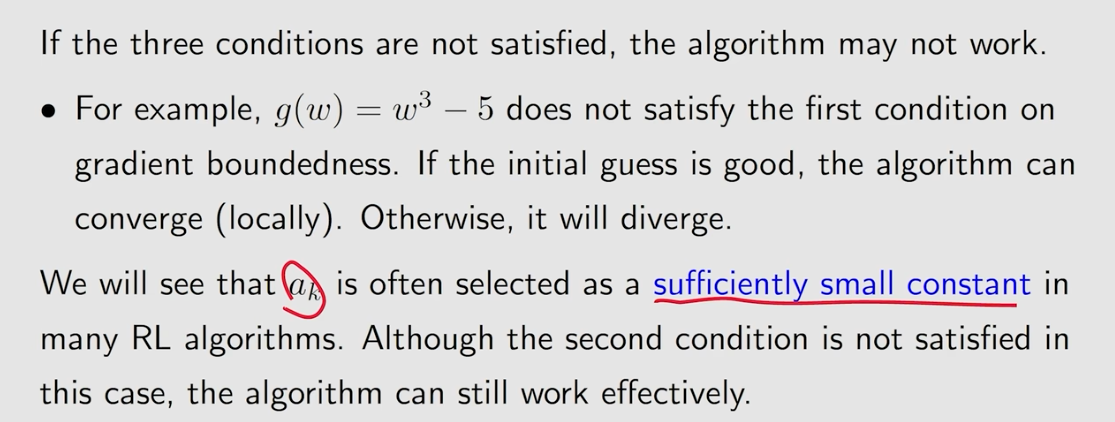 If the three conditions are not satisfied, the algorithm may not work.
• For example, g(w) = w³ − 5 does not satisfy the first condition on
gradient boundedness. If the initial guess is good, the algorithm can
converge (locally). Otherwise, it will diverge.
We will see that aₖ is often selected as a sufficiently small constant in
many RL algorithms. Although the second condition is not satisfied in
this case, the algorithm can still work effectively.